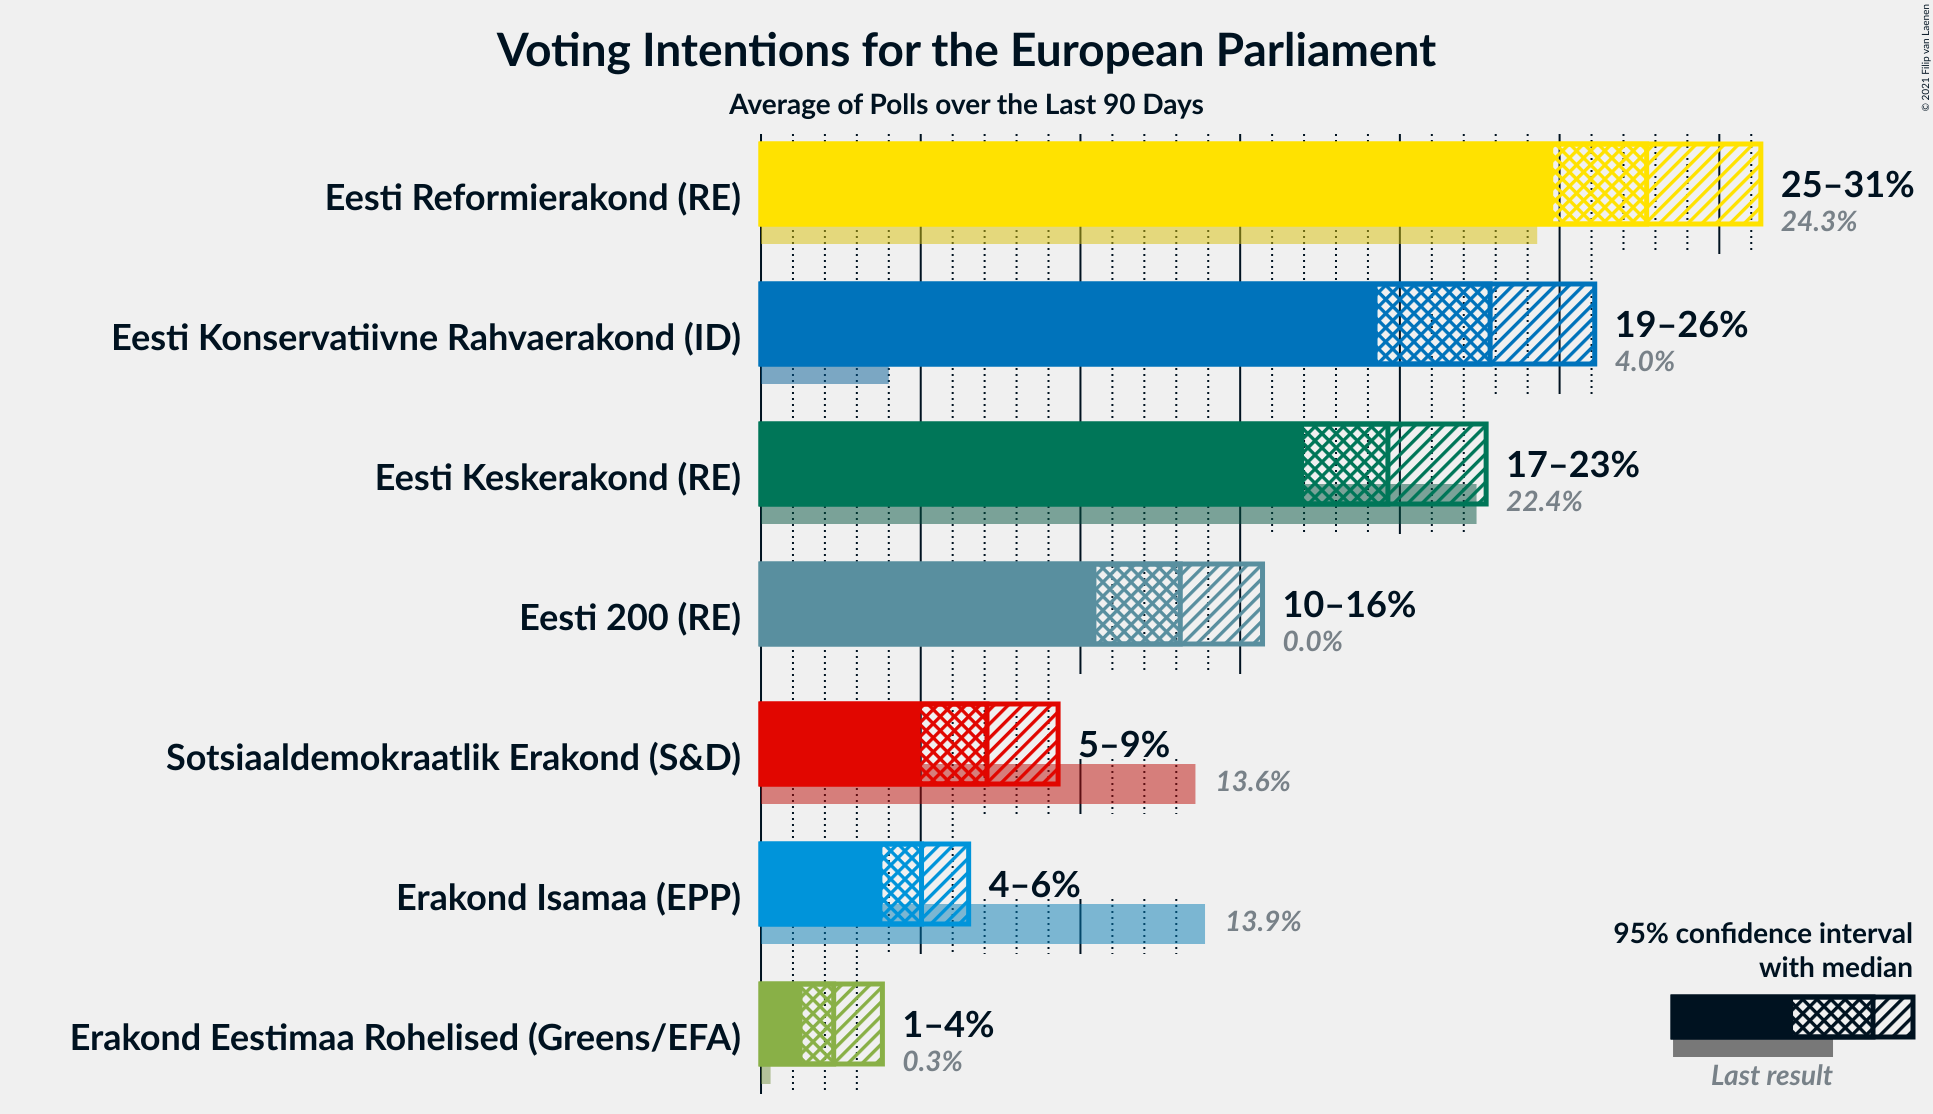 Voting Intentions for the European Parliament
Average of Polls over the Last 90 Days
© 2021 Filip van Laenen
Eesti Reformierakond (RE)
25–31%
24.3%
Eesti Konservatiivne Rahvaerakond (ID)
19–26%
4.0%
Eesti Keskerakond (RE)
17–23%
22.4%
Eesti 200 (RE)
10–16%
0.0%
Sotsiaaldemokraatlik Erakond (S&D)
5–9%
13.6%
Erakond Isamaa (EPP)
4–6%
13.9%
Erakond Eestimaa Rohelised (Greens/EFA)
1–4%
0.3%
95% confidence interval
with median
Last result